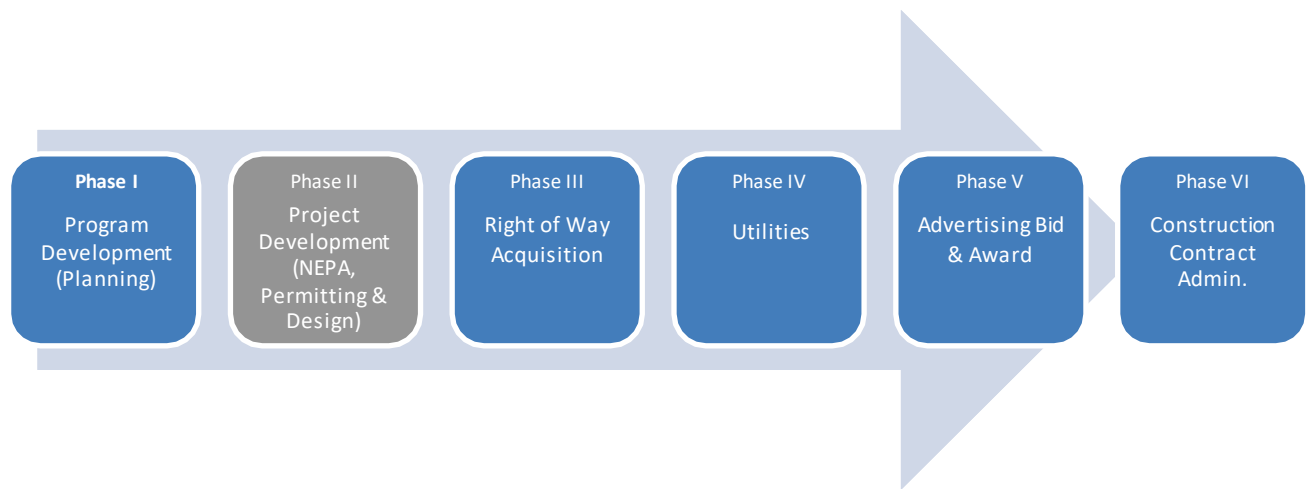 Phase I
Program
Development
(Planning)
Phase II
Project
Development
(NEPA,
Permitting &
Design)
Phase III
Right of Way
Acquisition
Phase IV
Utilities
Phase V
Advertising Bid
& Award
Phase VI
Construction
Contract
Admin.